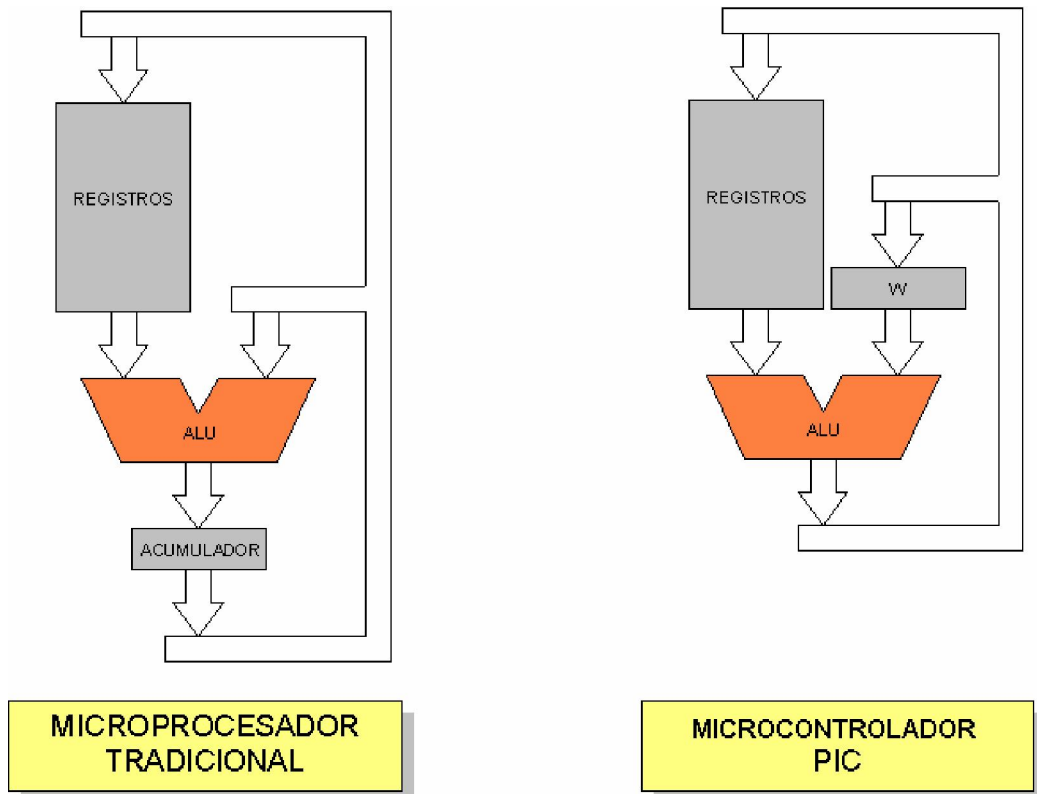 REGISTROS
ALU
ACUMULADOR
MICROPROCESADOR
TRADICIONAL
REGISTROS
W
ALU
MICROCONTROLADOR
PIC